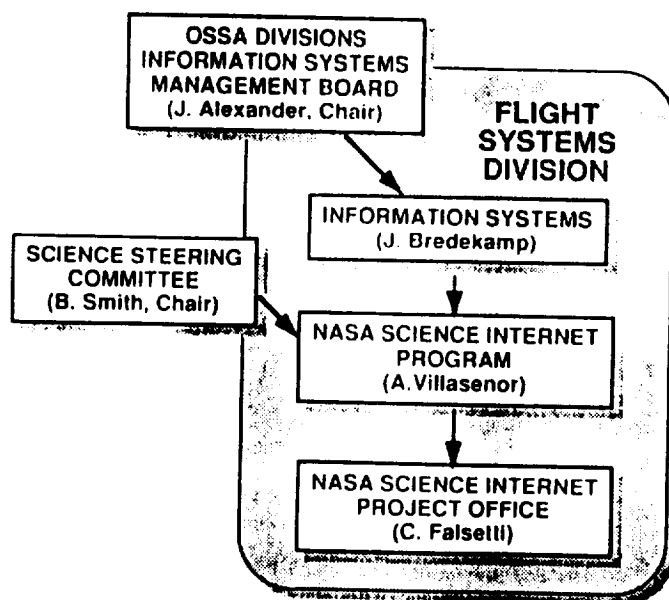 OSSA DIVISIONS
INFORMATION SYSTEMS
MANAGEMENT BOARD
(J. Alexander, Chair)
FLIGHT
SYSTEMS
DIVISION
INFORMATION SYSTEMS
(J. Bredekamp)
SCIENCE STEERING
COMMITTEE
(B. Smith, Chair)
NASA SCIENCE INTERNET
PROGRAM
(A.Villasenor)
NASA SCIENCE INTERNET
PROJECT OFFICE
(C. Falsetti)